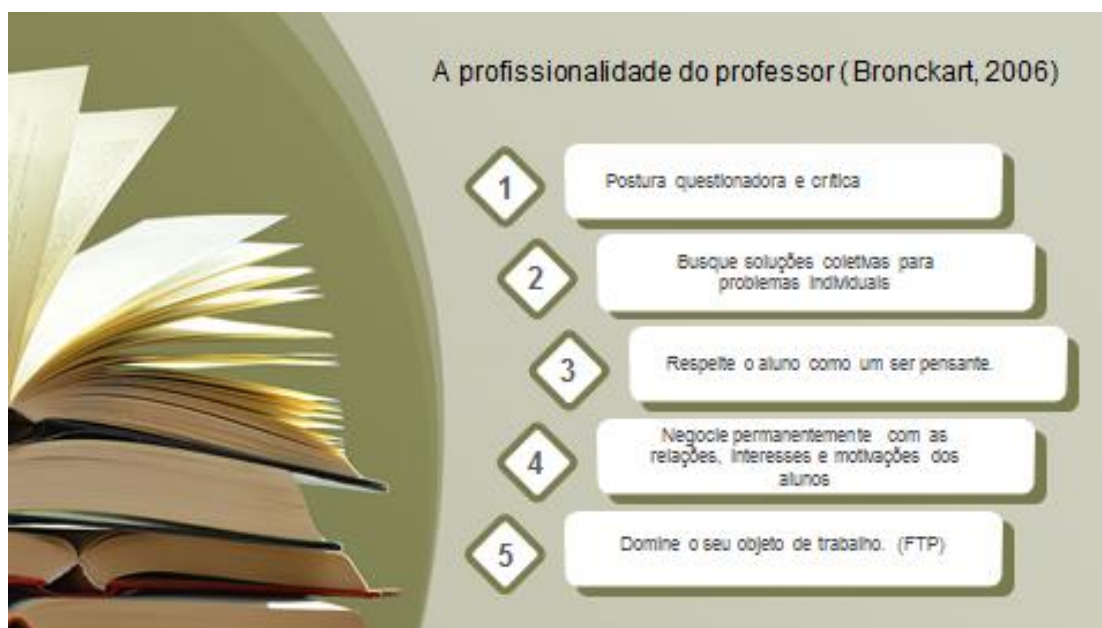 A profissionalidade do professor (Bronckart, 2006)
1
Postura questionadora e crítica
2
Busque soluções coletivas para
problemas individuais
3
Respeite o aluno como um ser pensante.
4
Negocie permanentemente com as
relações, interesses e motivações dos
alunos
5
Domine o seu objeto de trabalho. (FTP)